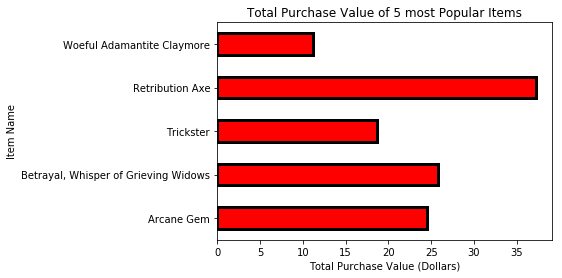 Total Purchase Value of 5 most Popular Items
Woeful Adamantite Claymore
Retribution Axe
Trickster
Betrayal, Whisper of Grieving Widows
Arcane Gem
Item Name
0 5 10 15 20 25 30 35
Total Purchase Value (Dollars)